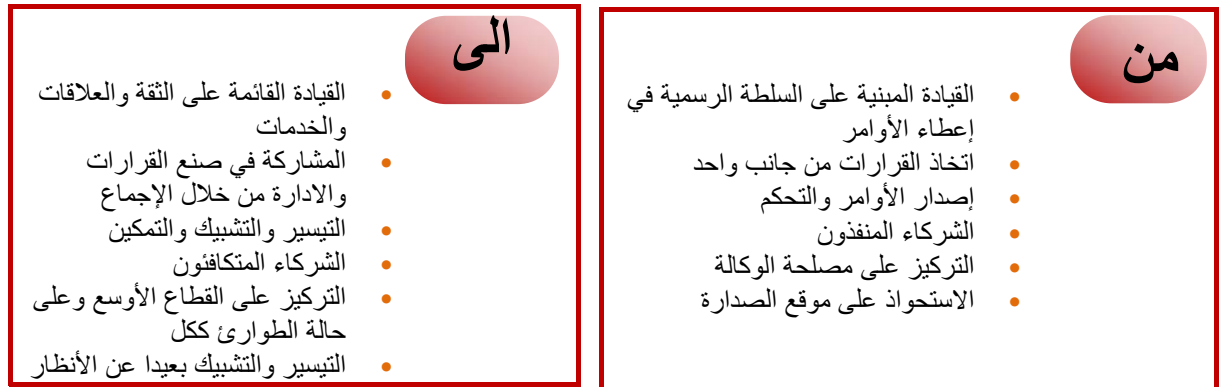 من
القيادة المبنية على السلطة الرسمية في
إعطاء الأوامر
اتخاذ القرارات من جانب واحد
إصدار الأوامر والتحكم
الشركاء المنفذون
التركيز على مصلحة الوكالة
الاستحواذ على موقع الصدارة
الى
القيادة القائمة على الثقة والعلاقات
والخدمات
المشاركة في صنع القرارات
والادارة من خلال الإجماع
التيسير والتشبيك والتمكين
الشركاء المتكافئون
التركيز على القطاع الأوسع وعلى
حالة الطوارئ ككل
التيسير والتشبيك بعيدا عن الأنظار